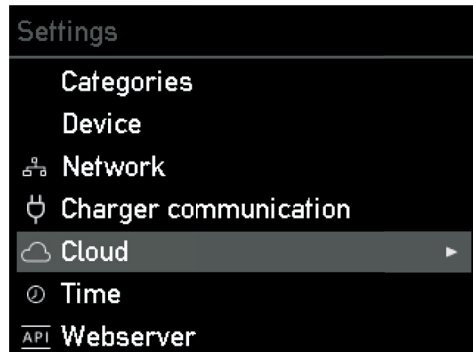 Settings
Categories
Device
Network
Charger communication
Cloud
Time
API Webserver